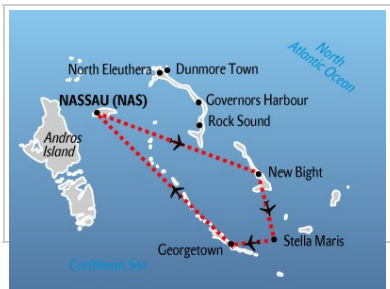 North
Atlantic Ocean
North Eleuthera
Dunmore Town
NASSAU (NAS)
Governors Harbour
Andros
Island
Rock Sound
New Bight
Georgetown
Stella Maris
Caribbean Sea